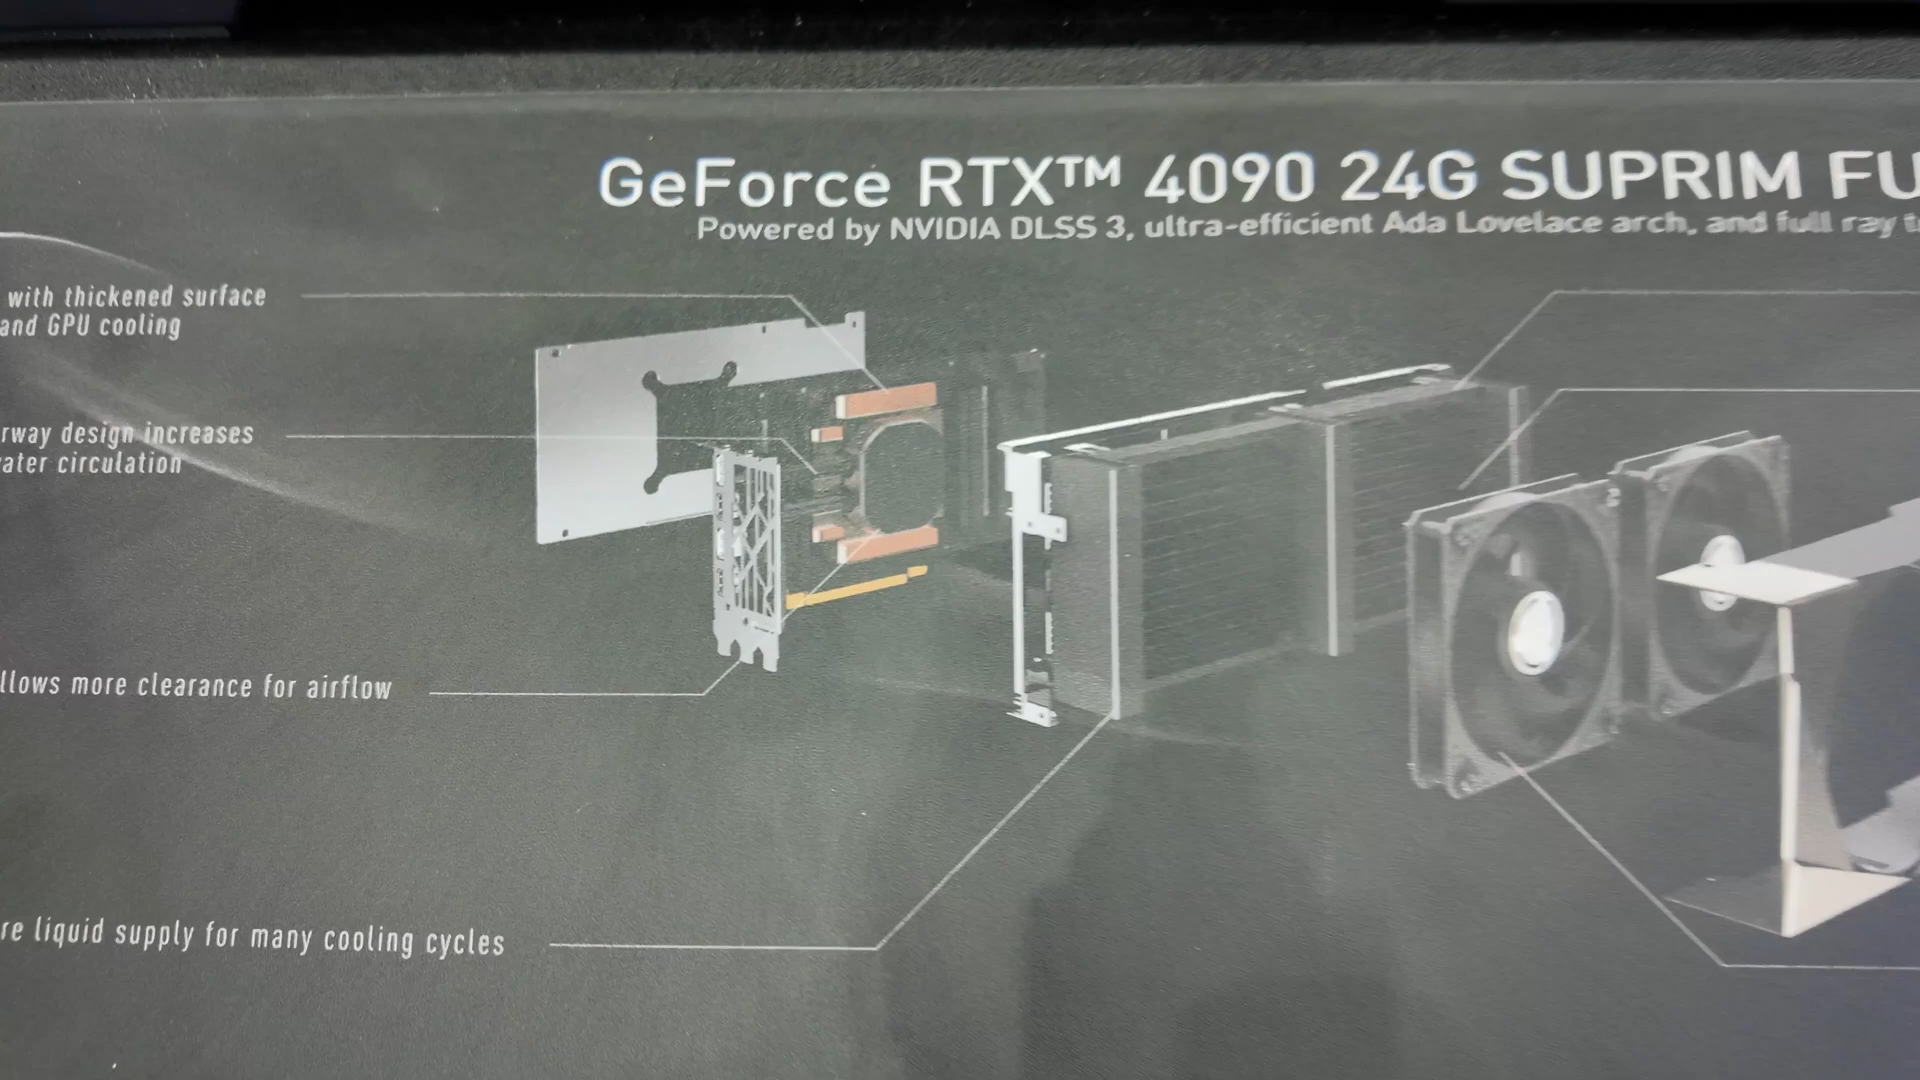 GeForce RTX™ 4090 24G SUPRIM FU
Powered by NVIDIA DLSS 3, ultra-efficient Ada Lovelace arch, and full ray t
with thickened surface
and GPU cooling
rway design increases
ater circulation
llows more clearance for airflow
re liquid supply for many cooling cycles